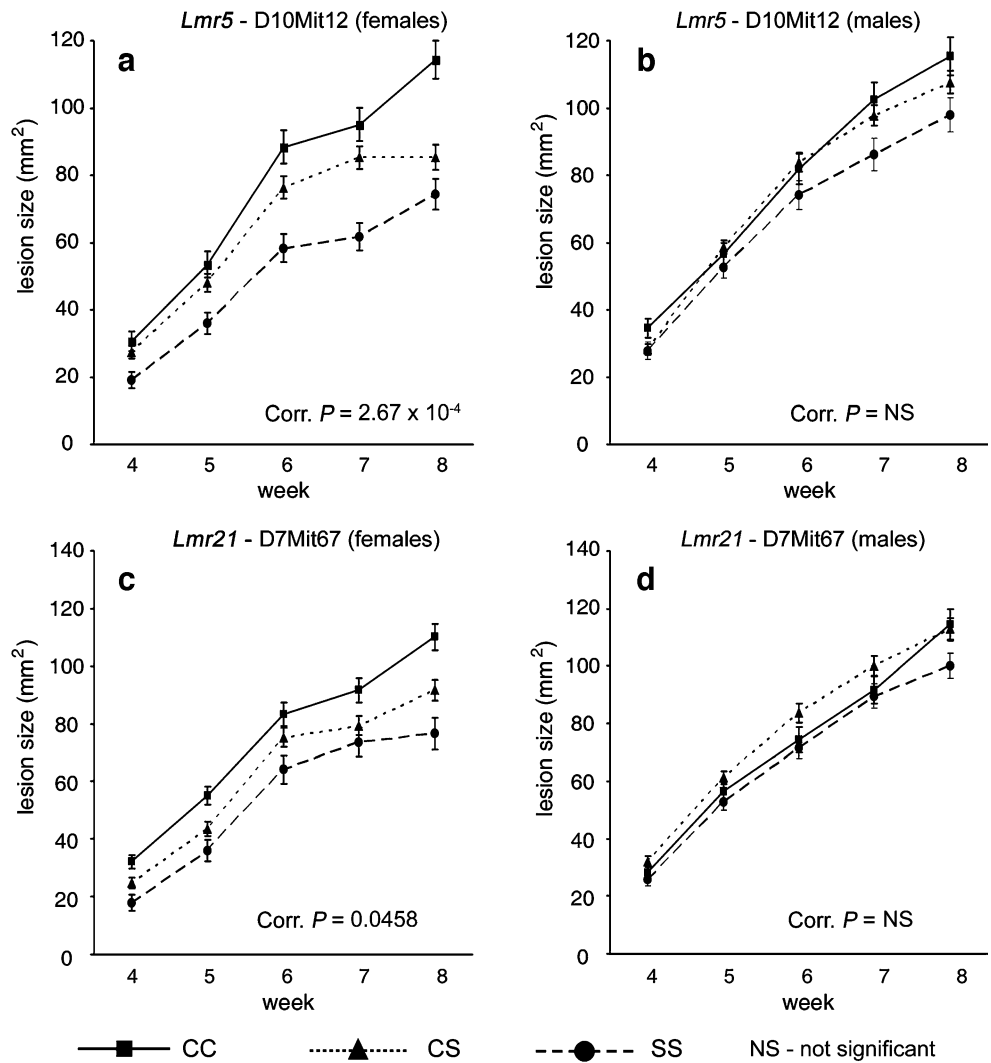 Lmr5 - D10Mit12 (females)
a
120
100
80
60
40
20
0
lesion size (mm²)
4 5 6 7 8
week
Corr. P = 2.67 x 10⁻⁴
Lmr5 - D10Mit12 (males)
b
120
100
80
60
40
20
0
lesion size (mm²)
4 5 6 7 8
week
Corr. P = NS
Lmr21 - D7Mit67 (females)
c
140
120
100
80
60
40
20
0
lesion size (mm²)
4 5 6 7 8
week
Corr. P = 0.0458
Lmr21 - D7Mit67 (males)
d
140
120
100
80
60
40
20
0
lesion size (mm²)
4 5 6 7 8
week
Corr. P = NS
CC CS SS NS - not significant